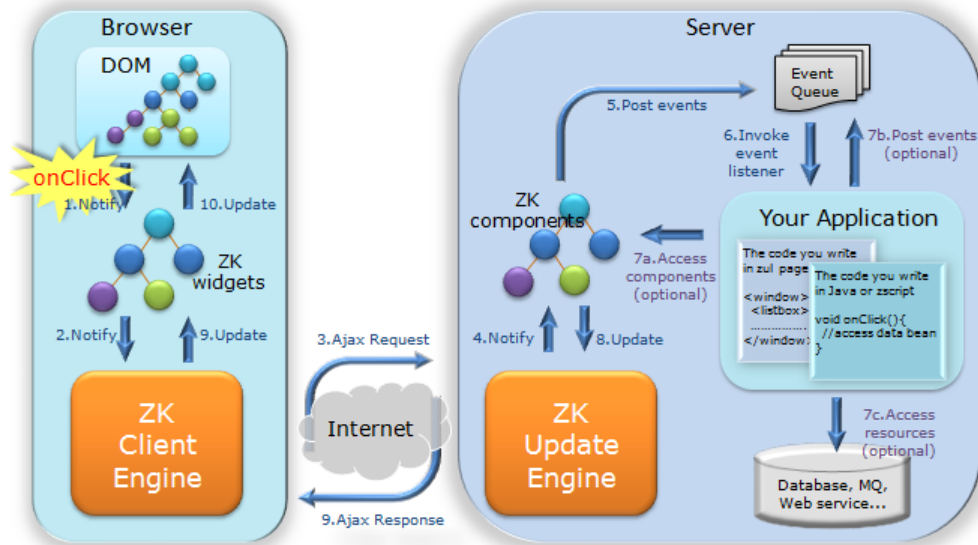 Browser
DOM
onClick
1.Notify
10.Update
ZK
widgets
2.Notify
9.Update
ZK
Client
Engine
3.Ajax Request
Internet
9.Ajax Response
Server
5.Post events
Event
Queue
6.Invoke
event
listener
7b.Post events
(optional)
ZK
components
7a.Access
components
(optional)
4.Notify
8.Update
ZK
Update
Engine
Your Application
The code you write
in zul page
<window>
<listbox>
................
</window>
The code you write
in Java or zscript
void onClick(){
//access data bean
}
7c.Access
resources
(optional)
Database, MQ,
Web service...